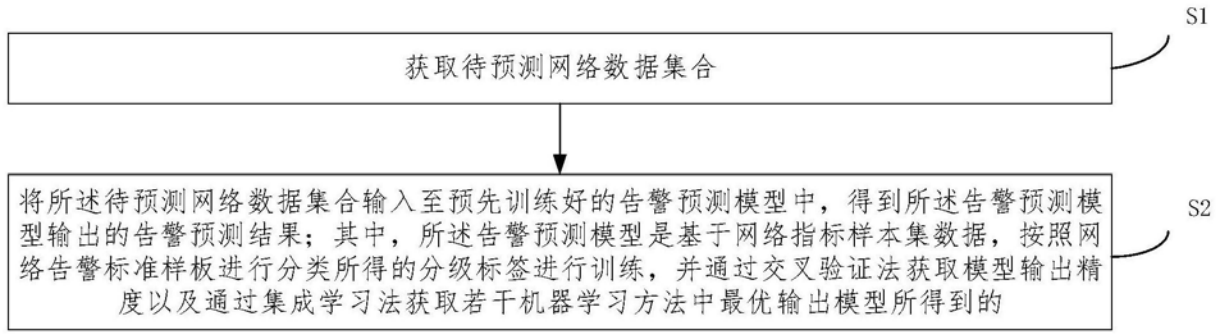 S1
获取待预测网络数据集合
将所述待预测网络数据集合输入至预先训练好的告警预测模型中，得到所述告警预测模
型输出的告警预测结果；其中，所述告警预测模型是基于网络指标样本集数据，按照网
络告警标准样板进行分类所得的分级标签进行训练，并通过交叉验证法获取模型输出精
度以及通过集成学习法获取若干机器学习方法中最优输出模型所得到的
S2